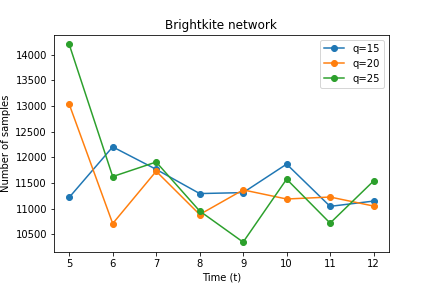 Brightkite network
q=15
q=20
q=25
Number of samples
14000
13500
13000
12500
12000
11500
11000
10500
5 6 7 8 9 10 11 12
Time (t)